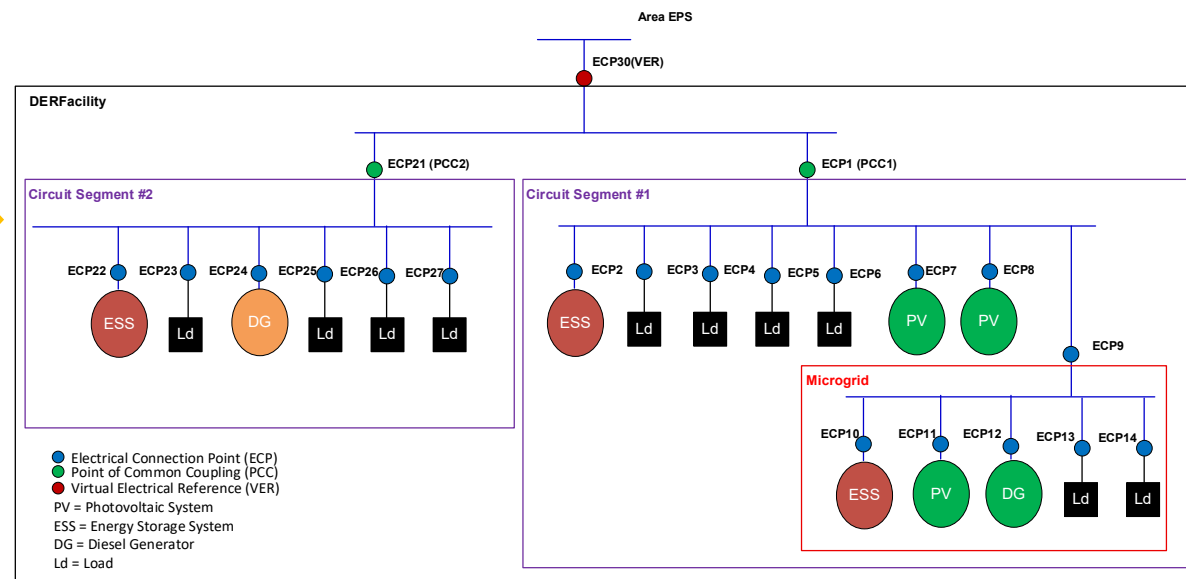 Area EPS
ECP30(VER)
DERFacility
ECP21 (PCC2)
ECP1 (PCC1)
Circuit Segment #2
ECP22
ECP23
ECP24
ECP25
ECP26
ECP27
ESS
Ld
DG
Ld
Ld
Ld
Circuit Segment #1
ECP2
ECP3
ECP4
ECP5
ECP6
ECP7
ECP8
ESS
Ld
Ld
Ld
Ld
PV
PV
ECP9
Microgrid
ECP10
ECP11
ECP12
ECP13
ECP14
ESS
PV
DG
Ld
Ld
Electrical Connection Point (ECP)
Point of Common Coupling (PCC)
Virtual Electrical Reference (VER)
PV = Photovoltaic System
ESS = Energy Storage System
DG = Diesel Generator
Ld = Load